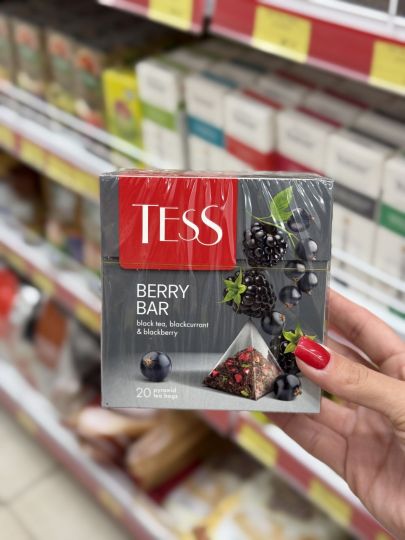 TESS
BERRY
BAR
black tea, blackcurrant
& blackberry
20 pyramid
tea bags